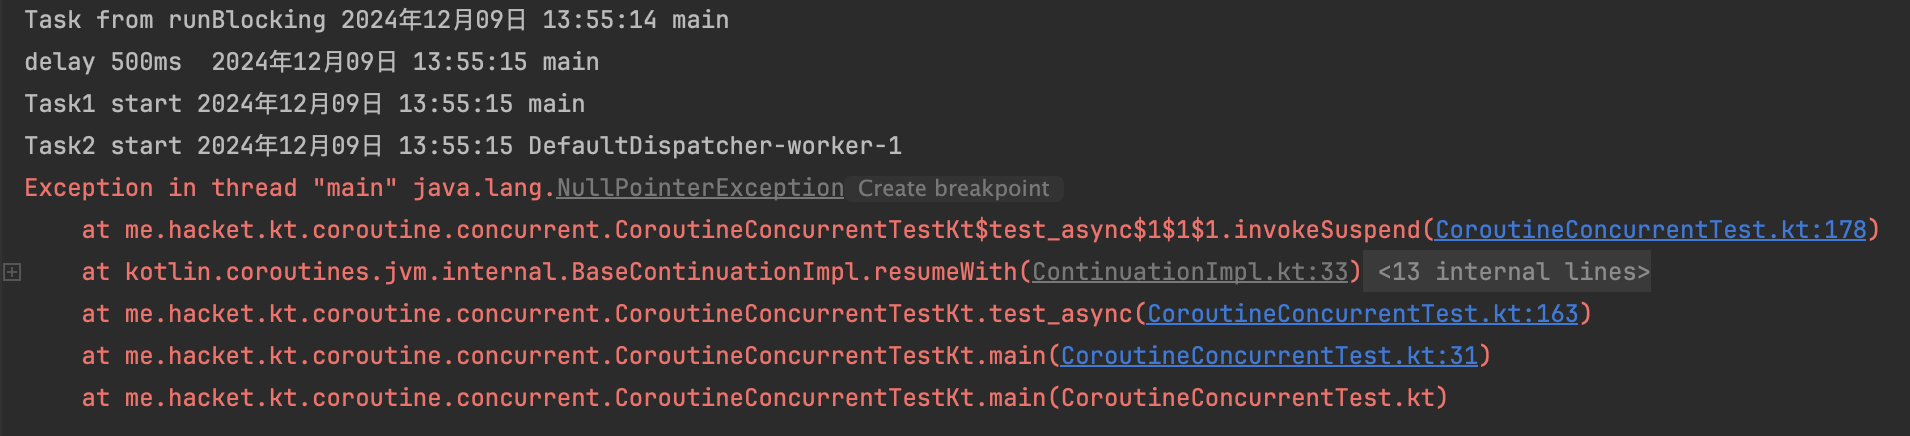 Task from runBlocking 2024年12月09日 13:55:14 main
delay 500ms  2024年12月09日 13:55:15 main
Task1 start 2024年12月09日 13:55:15 main
Task2 start 2024年12月09日 13:55:15 DefaultDispatcher-worker-1
Exception in thread "main" java.lang.NullPointerException Create breakpoint
    at me.hacket.kt.coroutine.concurrent.CoroutineConcurrentTestKt$test_async$1$1$1.invokeSuspend(CoroutineConcurrentTest.kt:178)
    at kotlin.coroutines.jvm.internal.BaseContinuationImpl.resumeWith(ContinuationImpl.kt:33) <13 internal lines>
    at me.hacket.kt.coroutine.concurrent.CoroutineConcurrentTestKt.test_async(CoroutineConcurrentTest.kt:163)
    at me.hacket.kt.coroutine.concurrent.CoroutineConcurrentTestKt.main(CoroutineConcurrentTest.kt:31)
    at me.hacket.kt.coroutine.concurrent.CoroutineConcurrentTestKt.main(CoroutineConcurrentTest.kt)